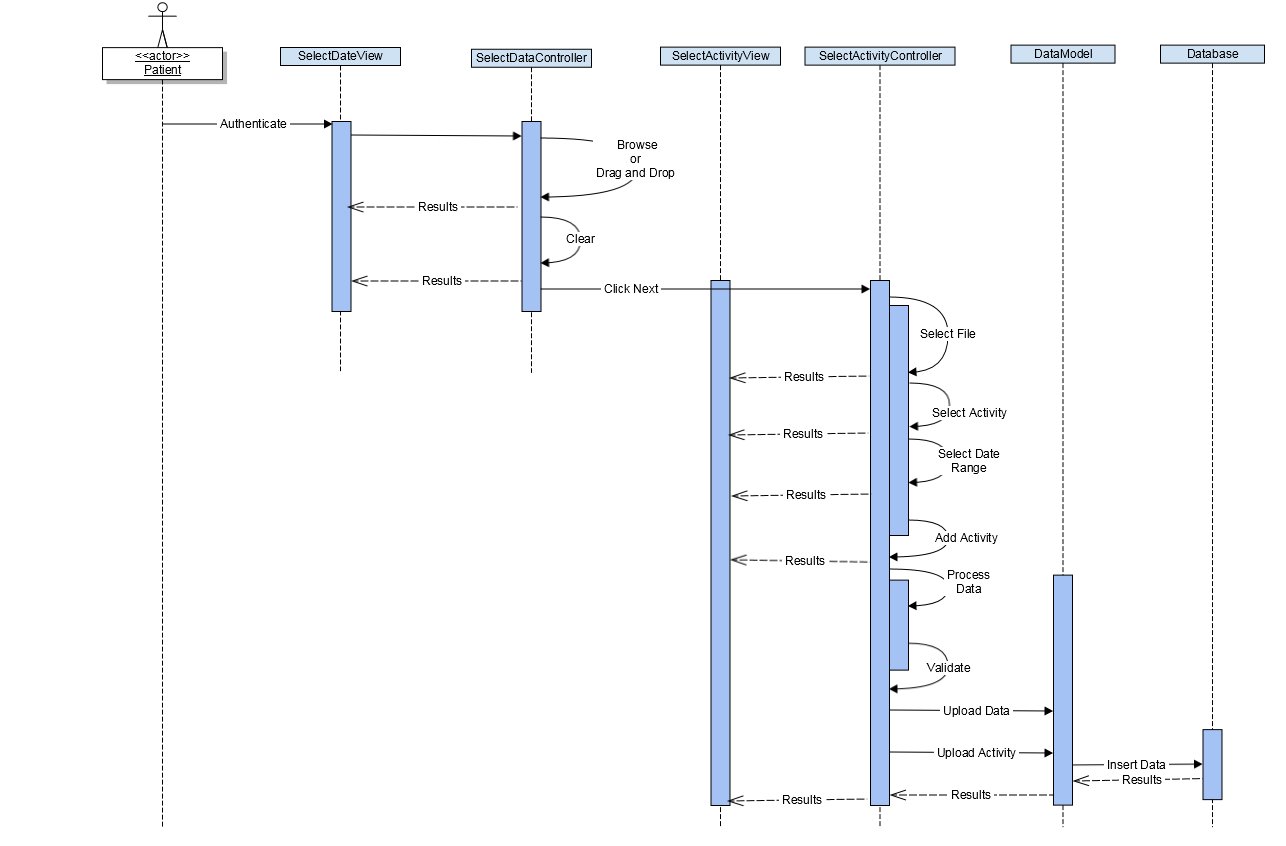 <<actor>>
Patient
SelectDateView
SelectDataController
SelectActivityView
SelectActivityController
DataModel
Database
Authenticate
Browse
or
Drag and Drop
Results
Clear
Results
Click Next
Select File
Results
Select Activity
Results
Select Date
Range
Results
Add Activity
Results
Process
Data
Validate
Upload Data
Upload Activity
Insert Data
Results
Results
Results